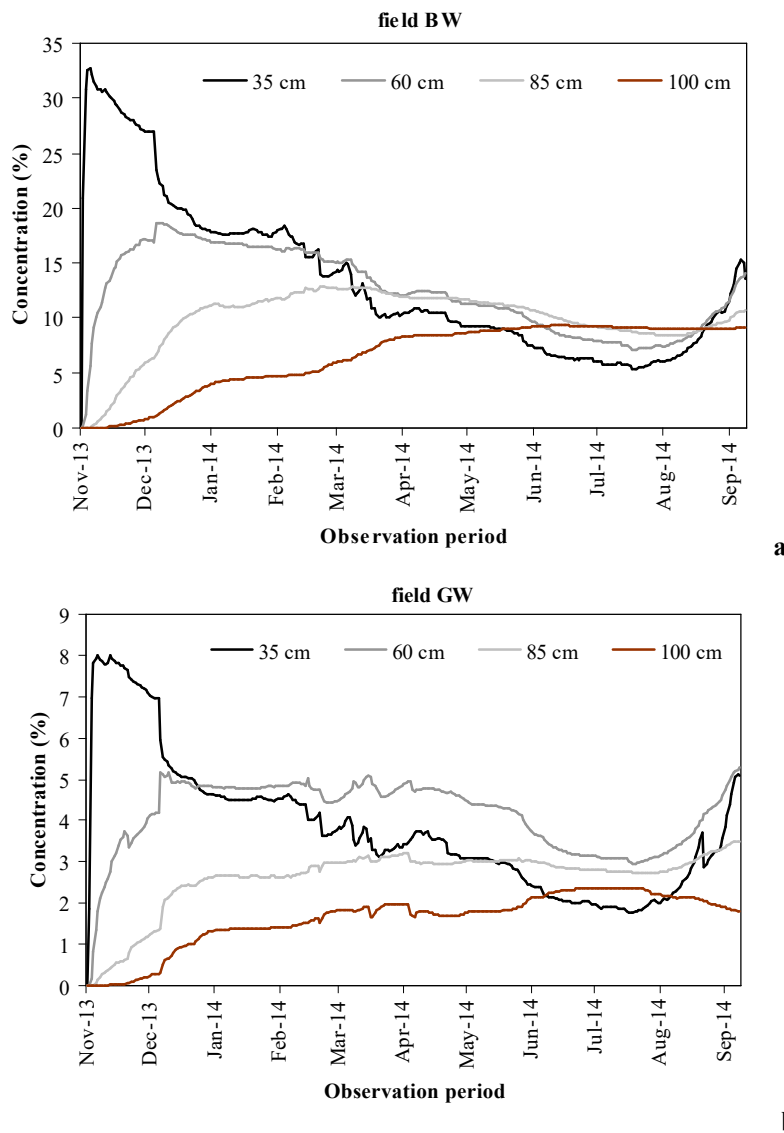 field BW
35 cm 60 cm 85 cm 100 cm
Concentration (%)
35
30
25
20
15
10
5
0
Nov-13 Dec-13 Jan-14 Feb-14 Mar-14 Apr-14 May-14 Jun-14 Jul-14 Aug-14 Sep-14
Observation period
a
field GW
35 cm 60 cm 85 cm 100 cm
Concentration (%)
9
8
7
6
5
4
3
2
1
0
Nov-13 Dec-13 Jan-14 Feb-14 Mar-14 Apr-14 May-14 Jun-14 Jul-14 Aug-14 Sep-14
Observation period
b